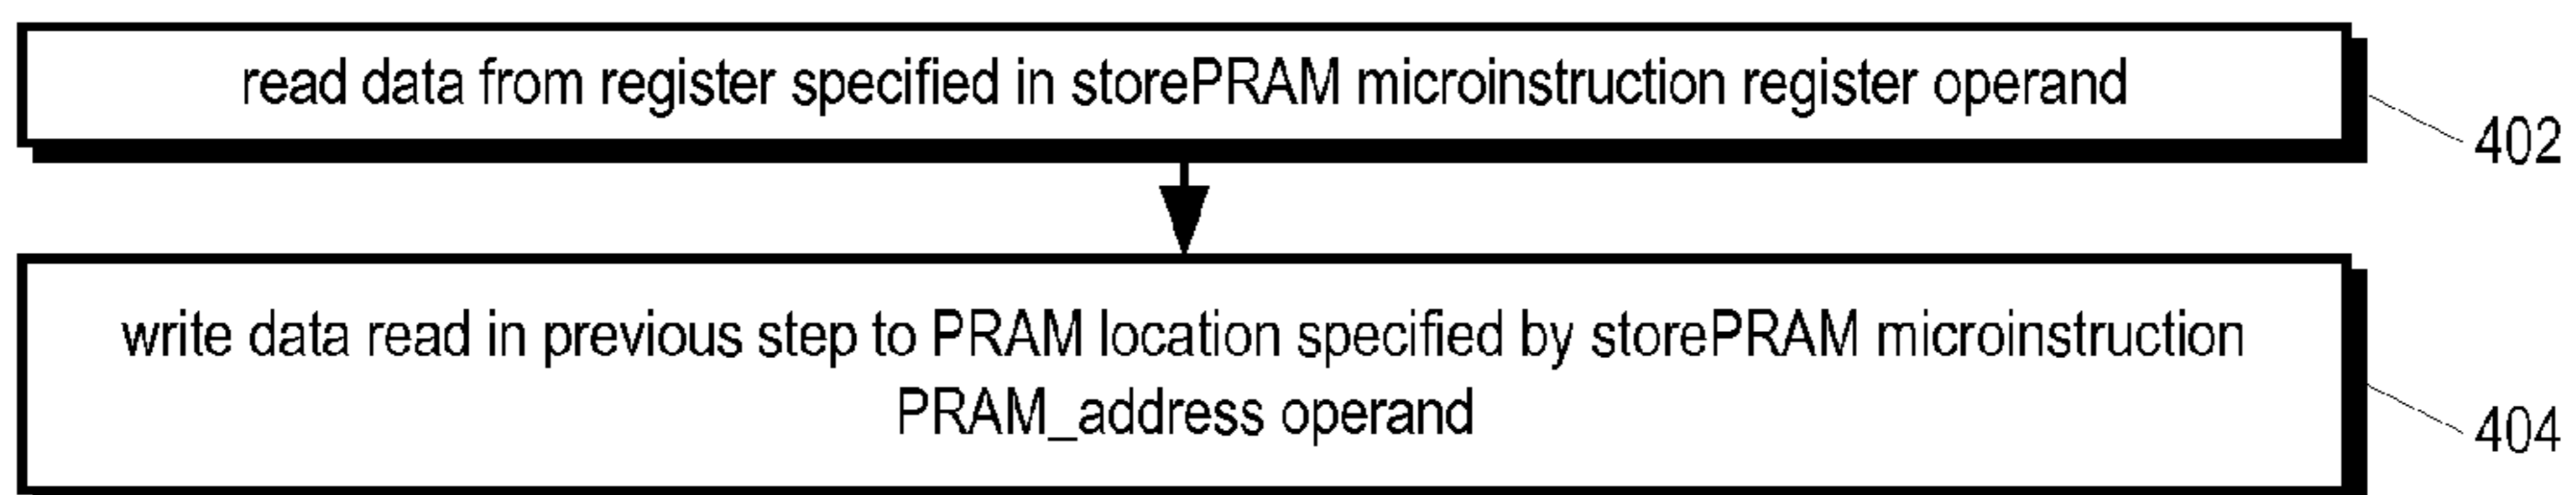 read data from register specified in storePRAM microinstruction register operand
402
write data read in previous step to PRAM location specified by storePRAM microinstruction
PRAM_address operand
404